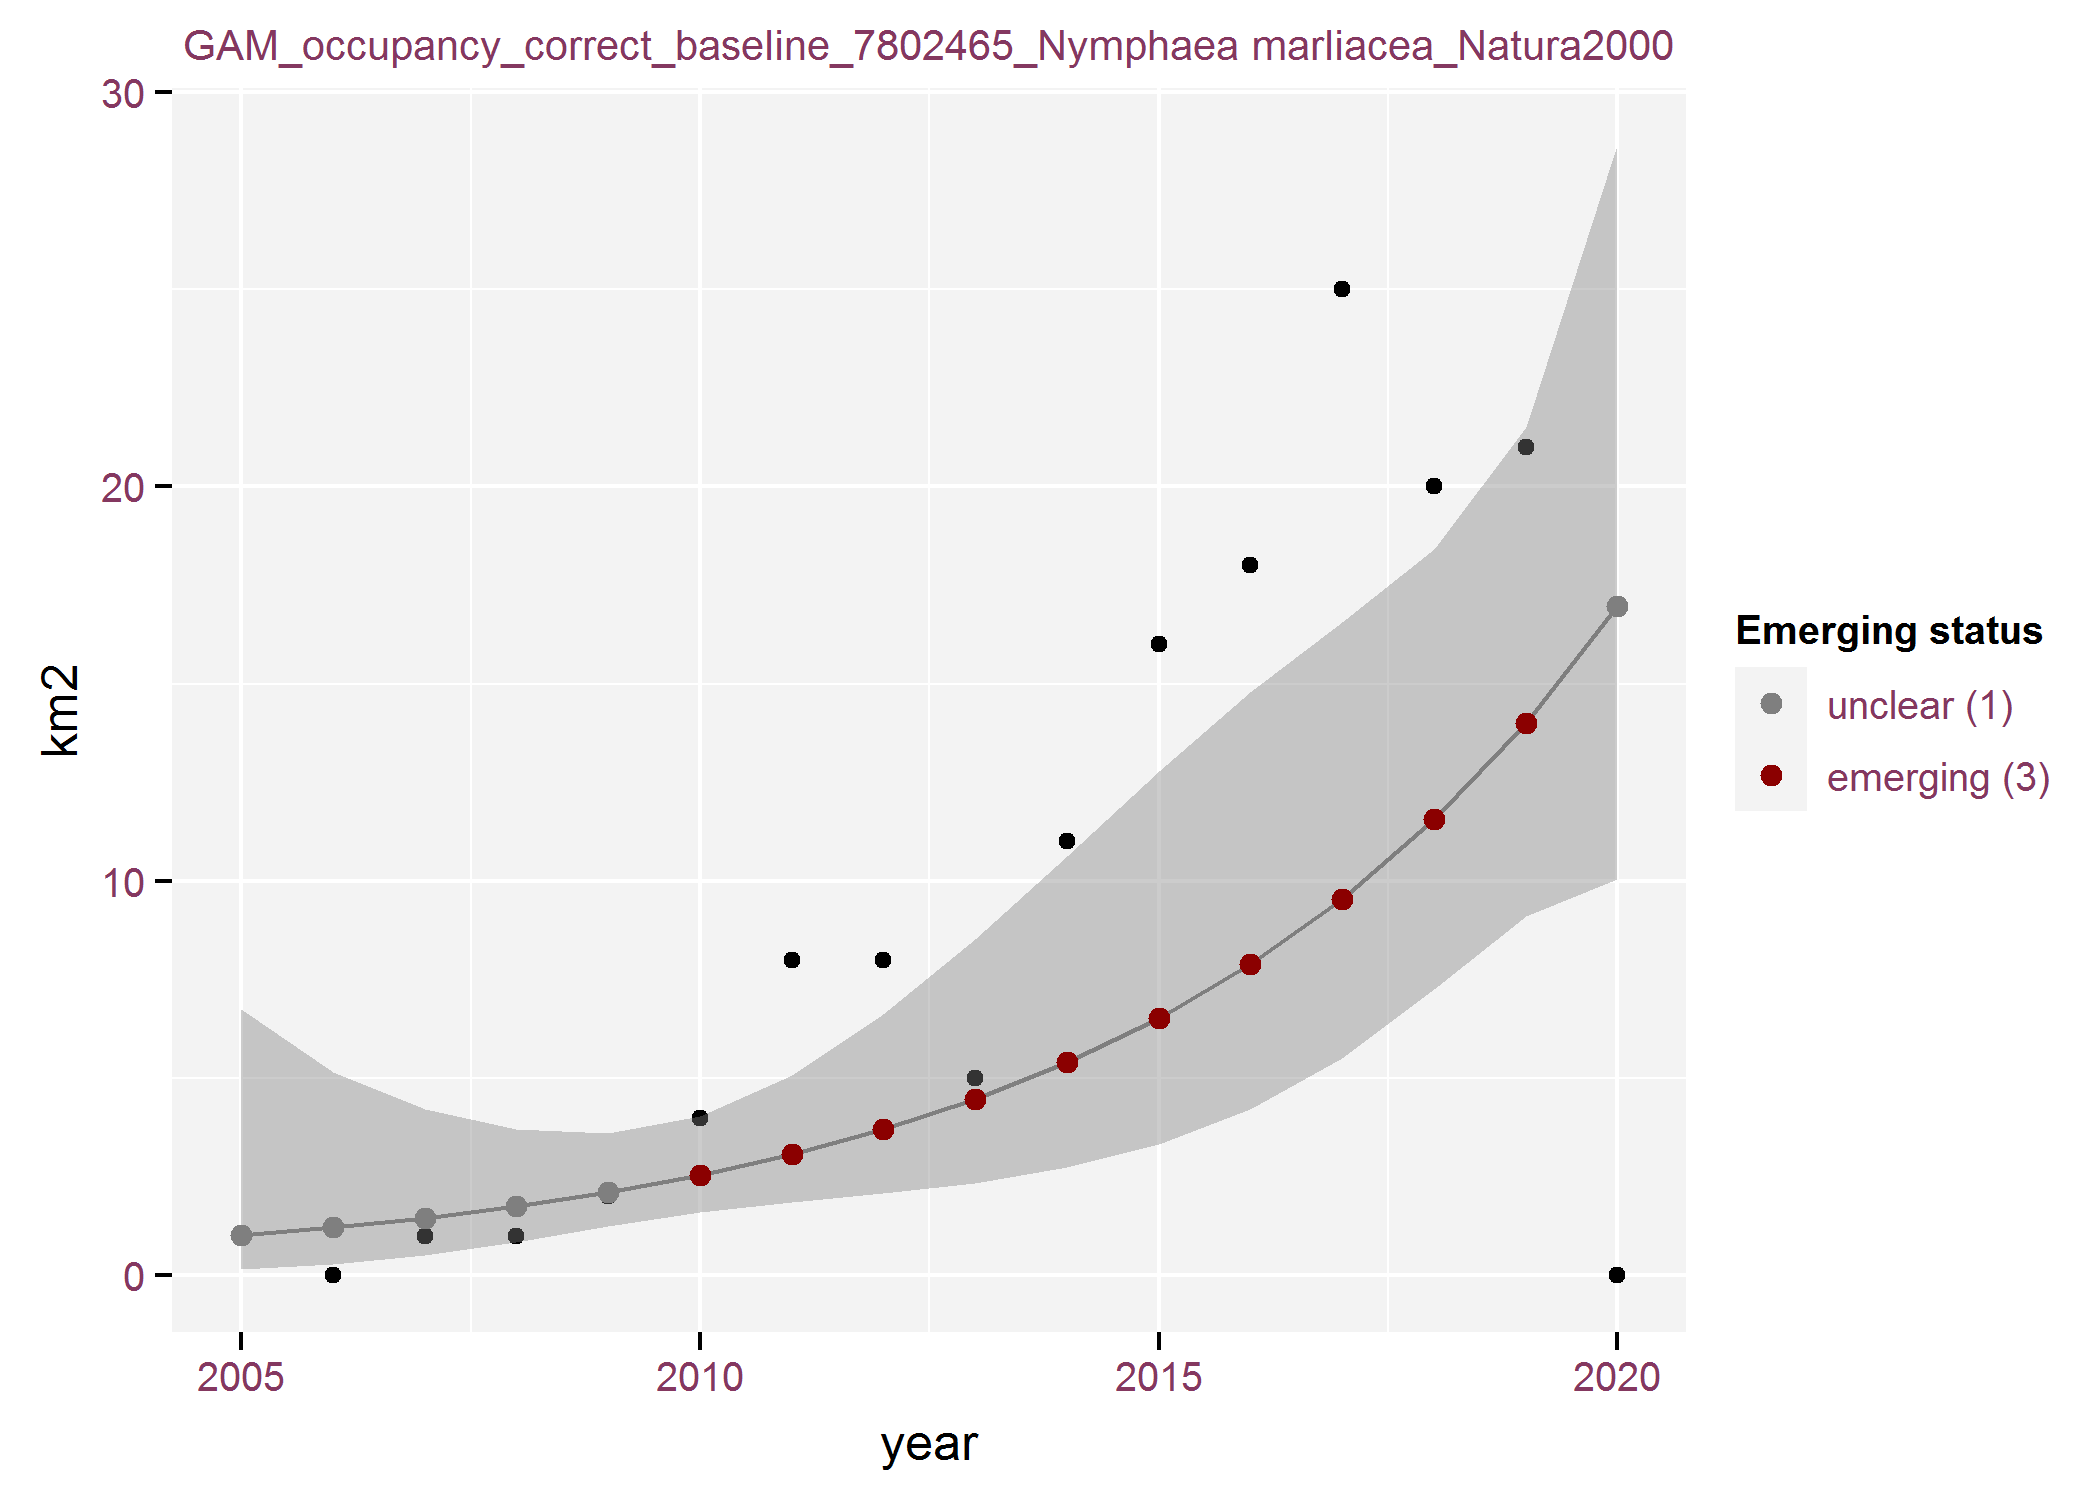 GAM_occupancy_correct_baseline_7802465_Nymphaea marliacea_Natura2000
30
20
10
0
km2
2005 2010 2015 2020
year
Emerging status
unclear (1)
emerging (3)